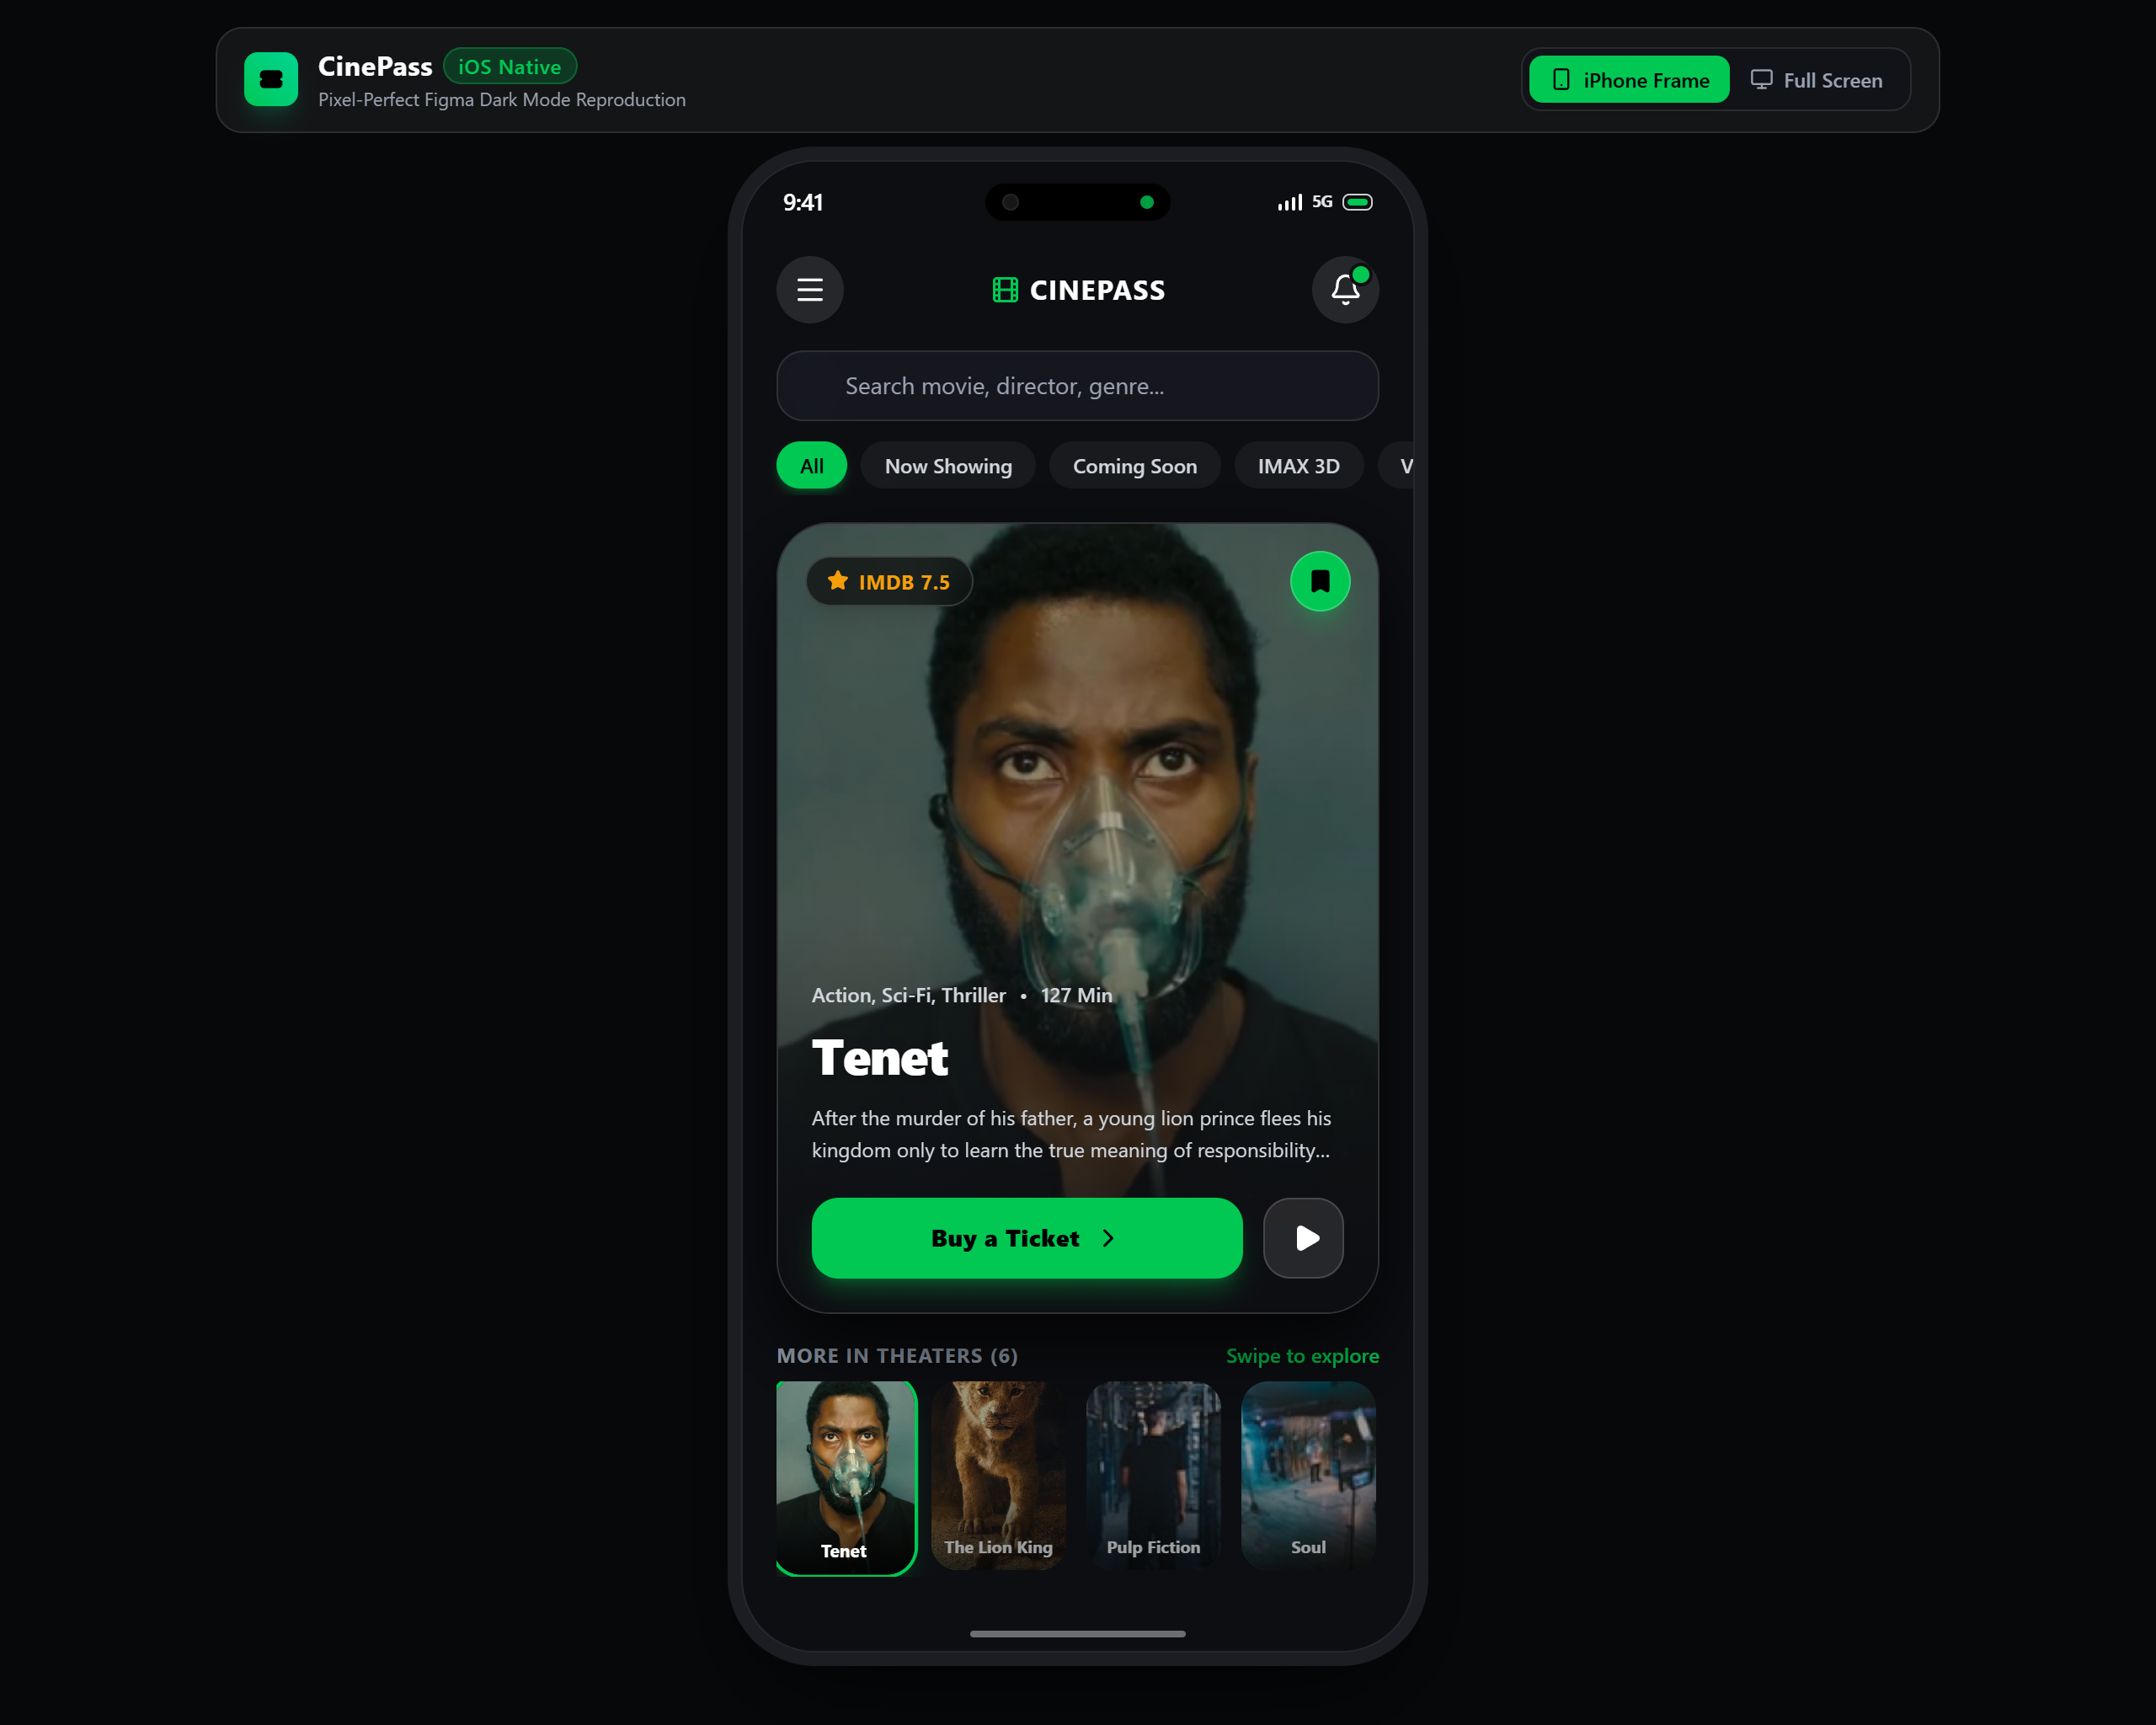 CinePass iOS Native
Pixel-Perfect Figma Dark Mode Reproduction
iPhone Frame
Full Screen
9:41
5G
CINEPASS
Search movie, director, genre...
All
Now Showing
Coming Soon
IMAX 3D
V
IMDB 7.5
Action, Sci-Fi, Thriller • 127 Min
Tenet
After the murder of his father, a young lion prince flees his
kingdom only to learn the true meaning of responsibility...
Buy a Ticket
MORE IN THEATERS (6)
Swipe to explore
Tenet
The Lion King
Pulp Fiction
Soul